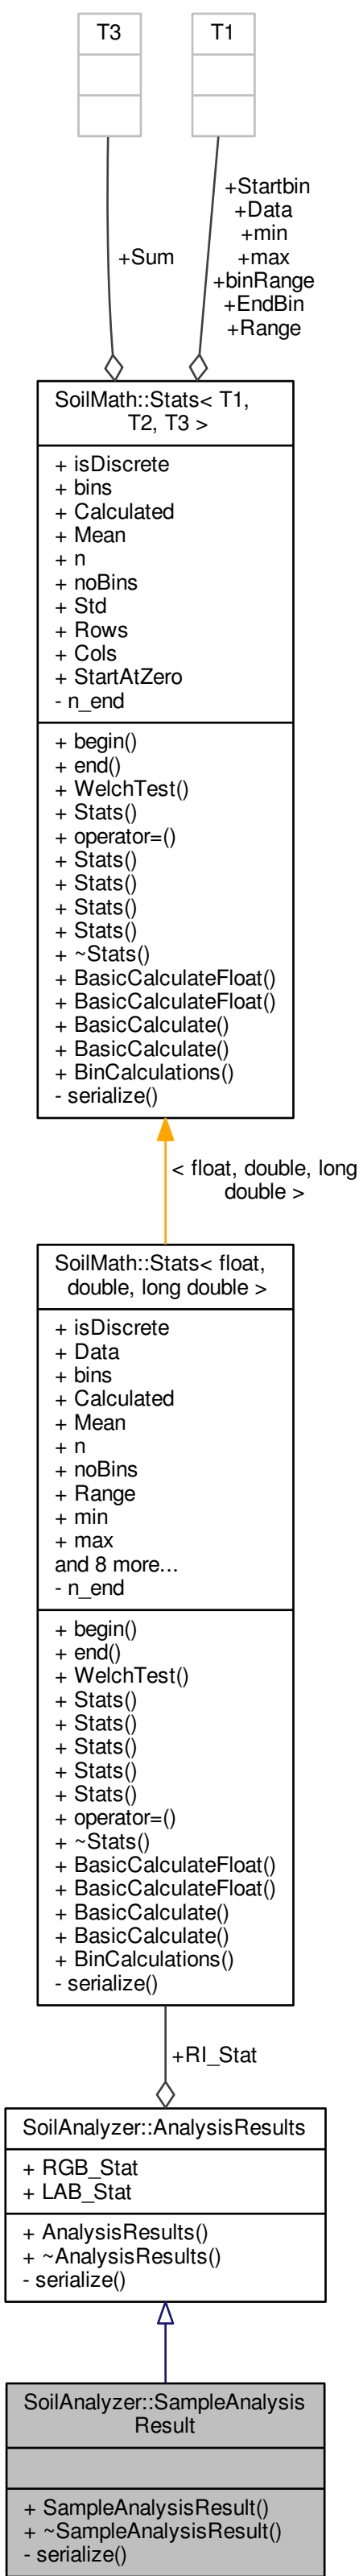 T3
T1
+Startbin
+Data
+min
+max
+binRange
+EndBin
+Range
+Sum
SoilMath::Stats< T1,
T2, T3 >
+ isDiscrete
+ bins
+ Calculated
+ Mean
+ n
+ noBins
+ Std
+ Rows
+ Cols
+ StartAtZero
- n_end
+ begin()
+ end()
+ WelchTest()
+ Stats()
+ operator=()
+ Stats()
+ Stats()
+ Stats()
+ Stats()
+ ~Stats()
+ BasicCalculateFloat()
+ BasicCalculateFloat()
+ BasicCalculate()
+ BasicCalculate()
+ BinCalculations()
- serialize()
< float, double, long
double >
SoilMath::Stats< float,
double, long double >
+ isDiscrete
+ Data
+ bins
+ Calculated
+ Mean
+ n
+ noBins
+ Range
+ min
+ max
and 8 more...
- n_end
+ begin()
+ end()
+ WelchTest()
+ Stats()
+ Stats()
+ Stats()
+ Stats()
+ Stats()
+ operator=()
+ ~Stats()
+ BasicCalculateFloat()
+ BasicCalculateFloat()
+ BasicCalculate()
+ BasicCalculate()
+ BinCalculations()
- serialize()
+RI_Stat
SoilAnalyzer::AnalysisResults
+ RGB_Stat
+ LAB_Stat
+ AnalysisResults()
+ ~AnalysisResults()
- serialize()
SoilAnalyzer::SampleAnalysis
Result
+ SampleAnalysisResult()
+ ~SampleAnalysisResult()
- serialize()